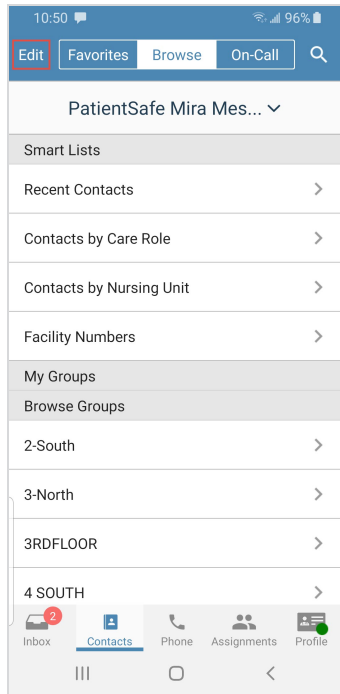 10:50 96%
Edit Favorites Browse On-Call
PatientSafe Mira Mes...
Smart Lists
Recent Contacts
Contacts by Care Role
Contacts by Nursing Unit
Facility Numbers
My Groups
Browse Groups
2-South
3-North
3RDFLOOR
4 SOUTH
2
Inbox Contacts Phone Assignments Profile